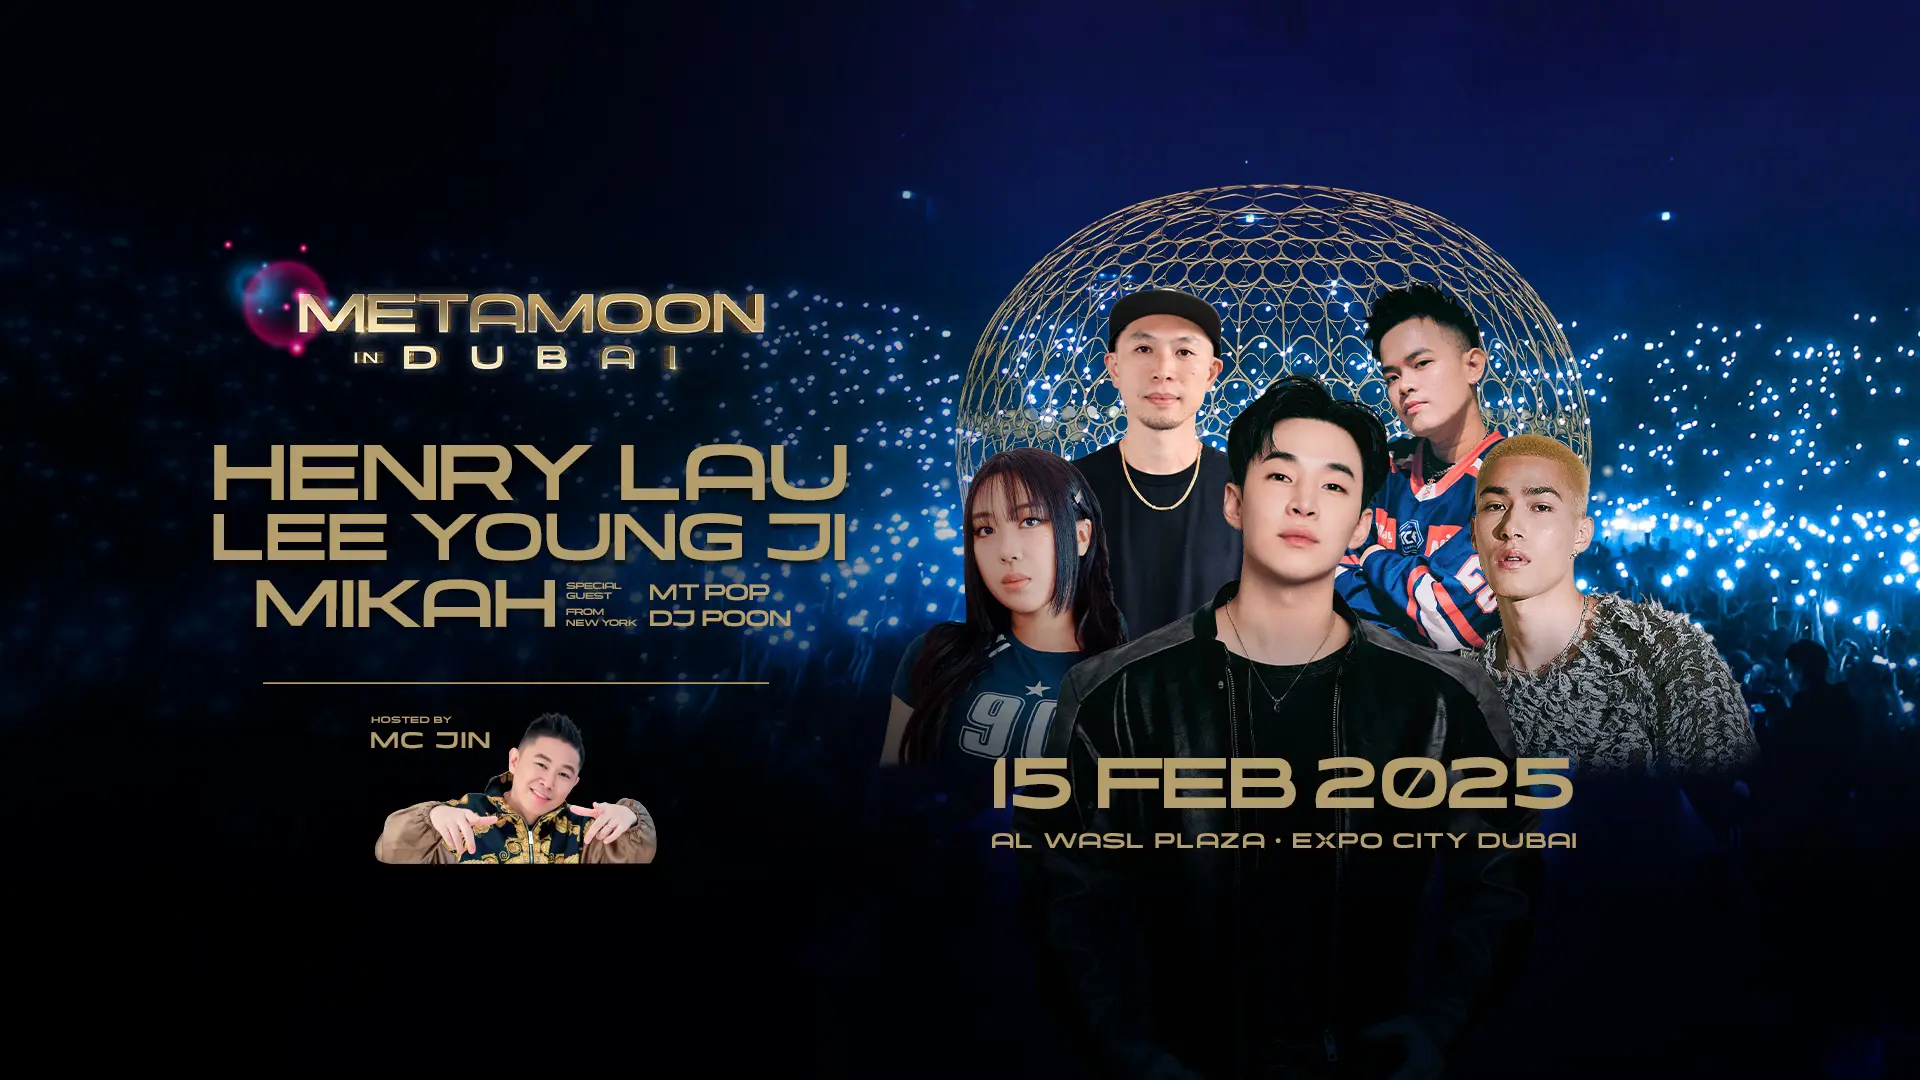 METAMOON
IN DUBAI
HENRY LAU
LEE YOUNG JI
MIKAH
SPECIAL
GUEST
MT POP
FROM
NEW YORK
DJ POON
HOSTED BY
MC JIN
90
15 FEB 2025
AL WASL PLAZA · EXPO CITY DUBAI